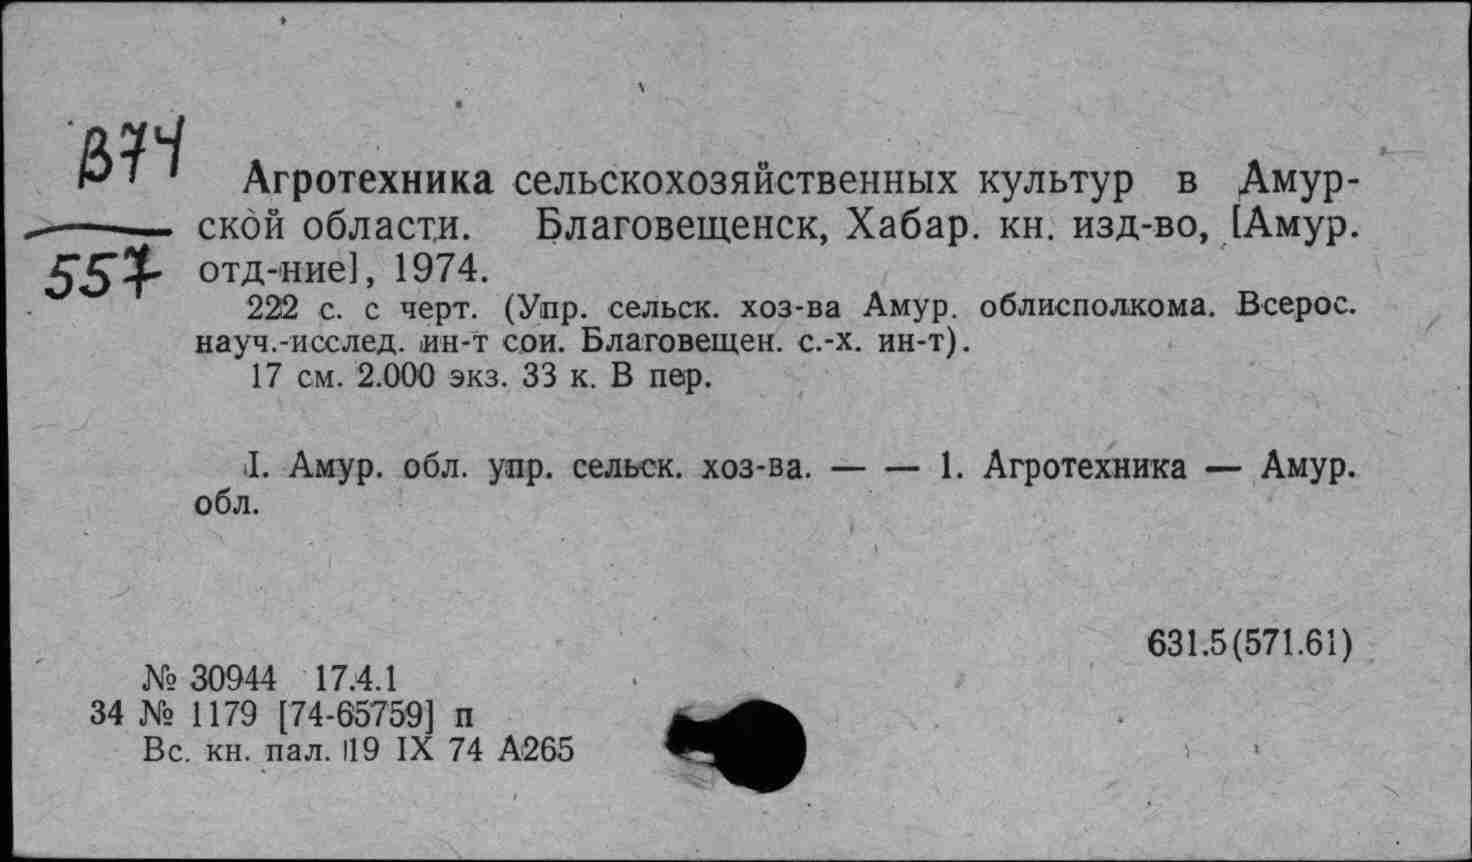 В74
557
Агротехника сельскохозяйственных культур в Амур-
ской области. Благовещенск, Хабар. кн. изд-во, [Амур.
отд-ние], 1974.
222 с. с черт. (Упр. сельск. хоз-ва Амур. облисполкома. Всерос.
науч.-исслед. ин-т сои. Благовещен. с.-х. ин-т).
17 см. 2.000 экз. 33 к. В пер.
I. Амур. обл. упр. сельск. хоз-ва. — — 1. Агротехника — Амур.
обл.
631.5(571.61)
№ 30944 17.4.1
34 № 1179 [74-65759] п
Вс. кн. пал. 19 IX 74 А265